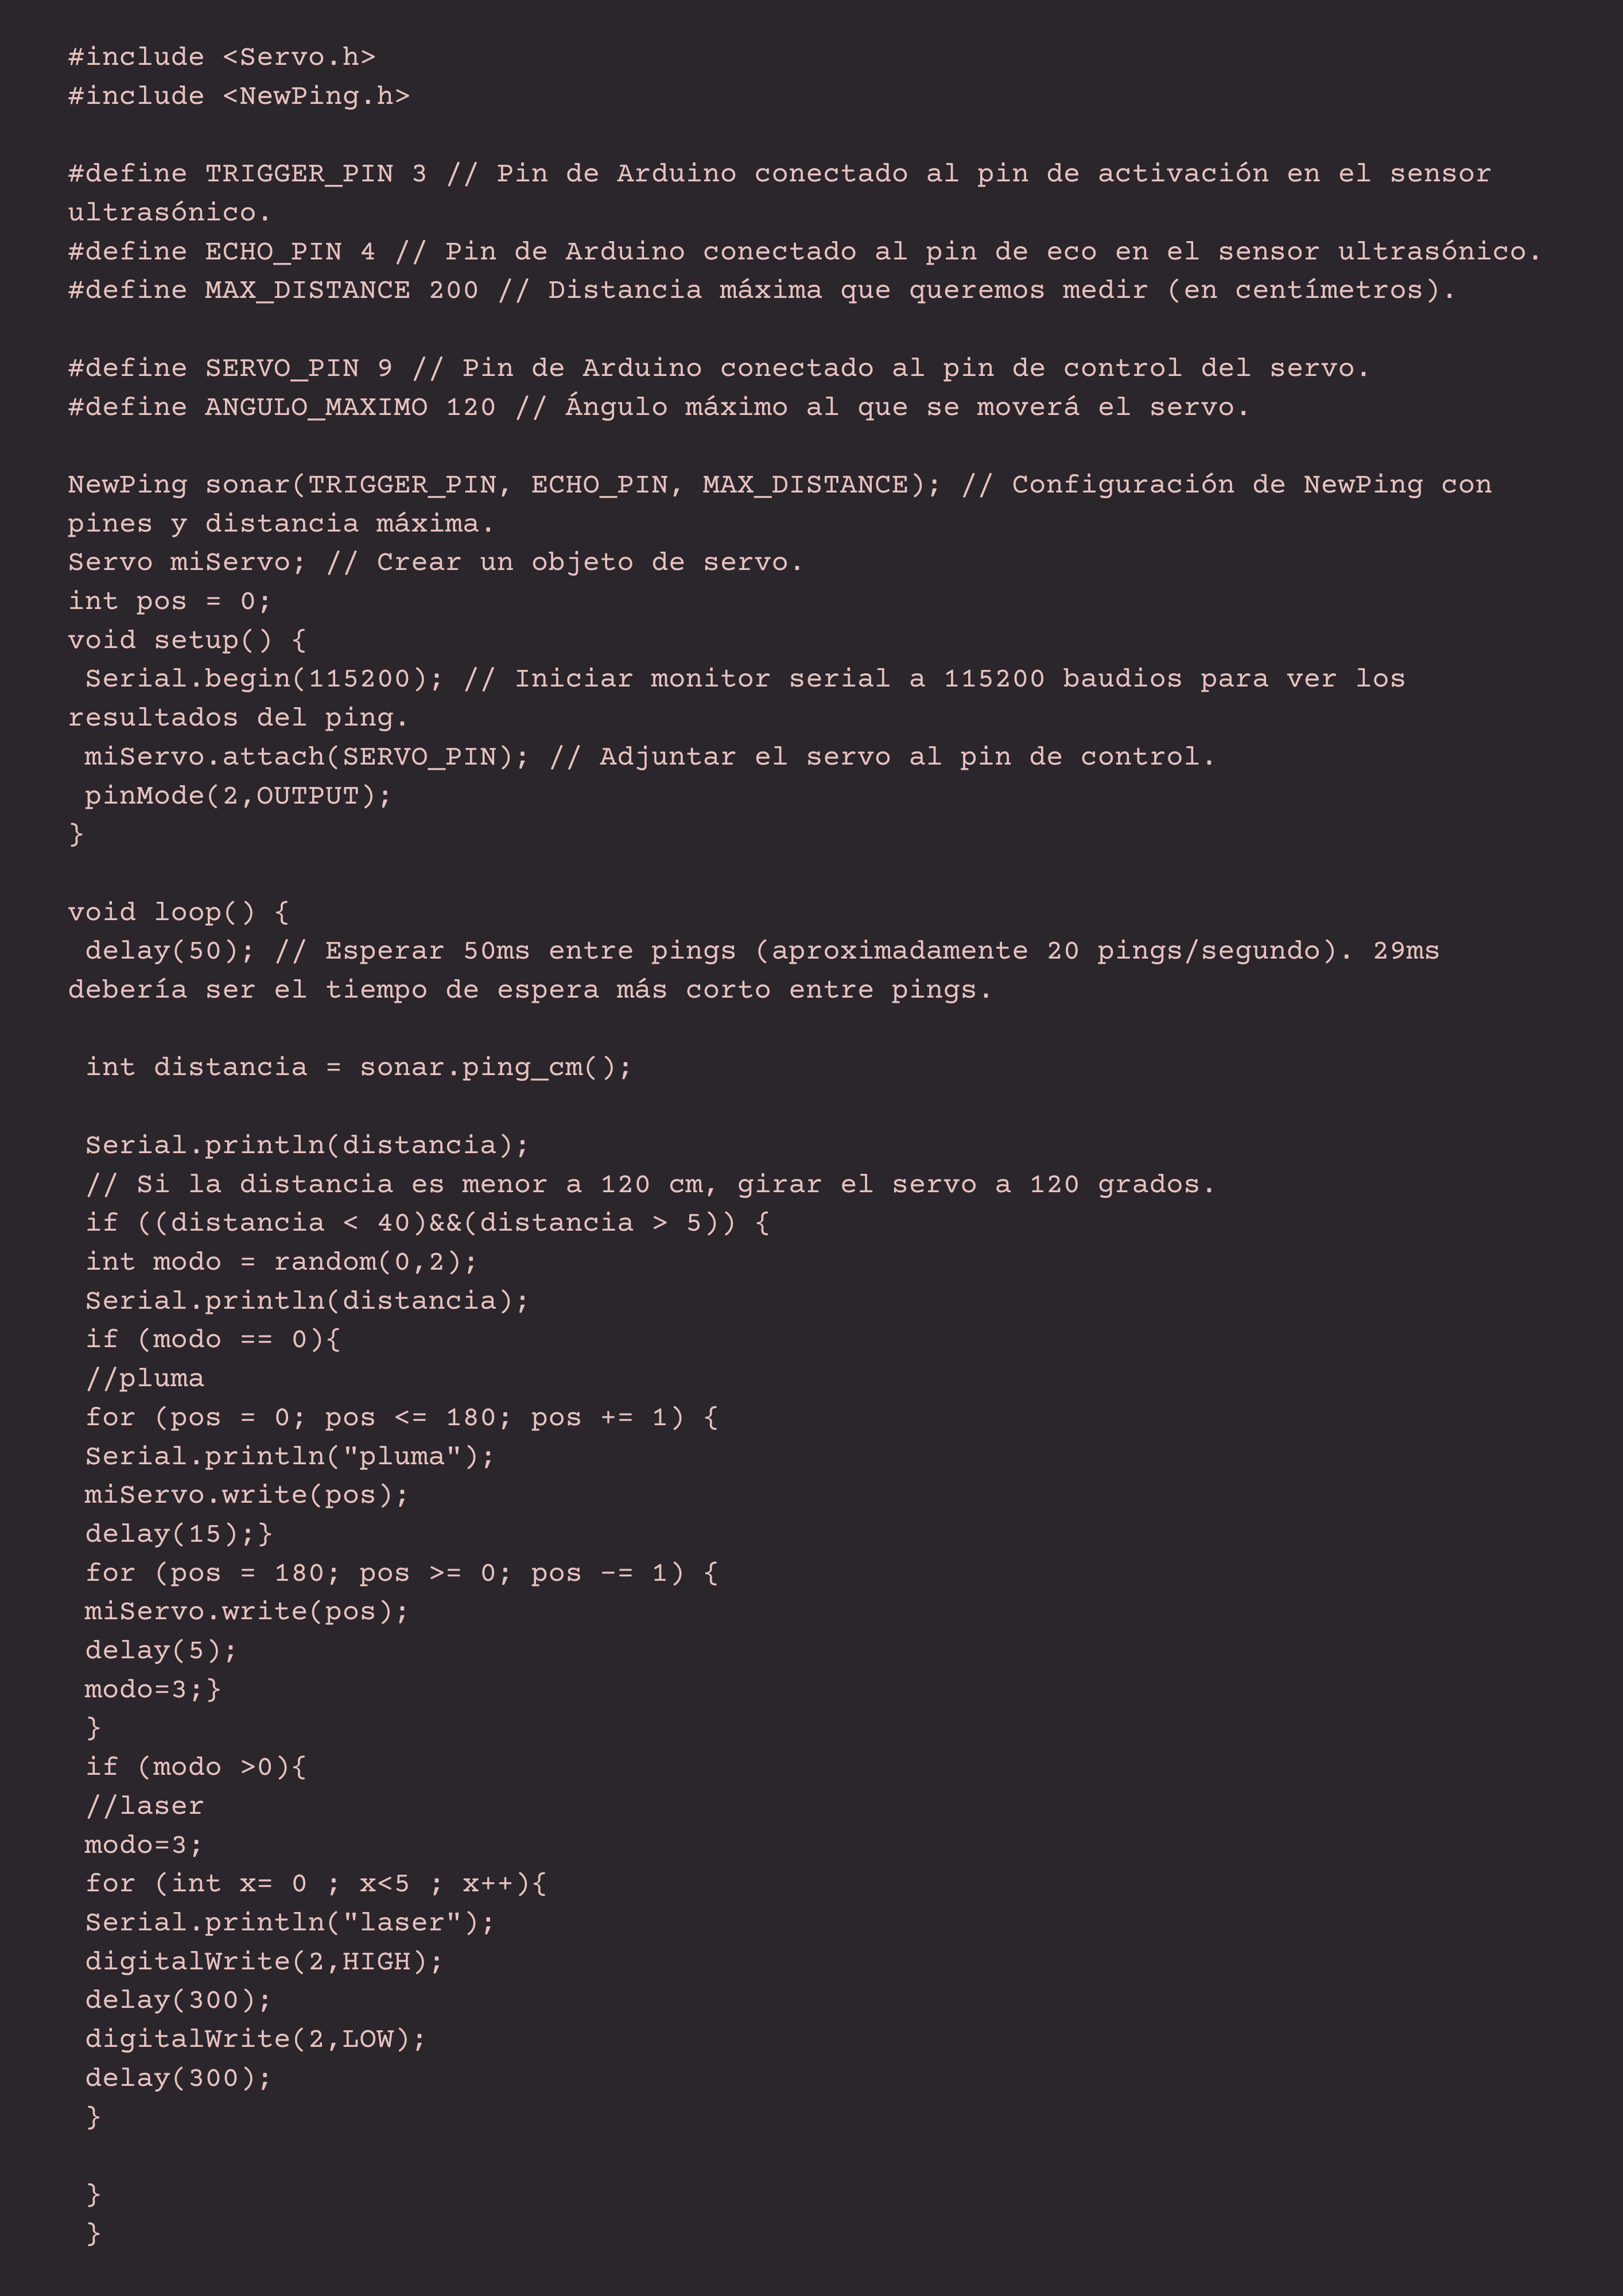 #include <Servo.h>
#include <NewPing.h>
#define TRIGGER_PIN 3 // Pin de Arduino conectado al pin de activación en el sensor
ultrasónico.
#define ECHO_PIN 4 // Pin de Arduino conectado al pin de eco en el sensor ultrasónico.
#define MAX_DISTANCE 200 // Distancia máxima que queremos medir (en centímetros).
#define SERVO_PIN 9 // Pin de Arduino conectado al pin de control del servo.
#define ANGULO_MAXIMO 120 // Ángulo máximo al que se moverá el servo.
NewPing sonar(TRIGGER_PIN, ECHO_PIN, MAX_DISTANCE); // Configuración de NewPing con
pines y distancia máxima.
Servo miServo; // Crear un objeto de servo.
int pos = 0;
void setup() {
Serial.begin(115200); // Iniciar monitor serial a 115200 baudios para ver los
resultados del ping.
miServo.attach(SERVO_PIN); // Adjuntar el servo al pin de control.
pinMode(2,OUTPUT);
}
void loop() {
delay(50); // Esperar 50ms entre pings (aproximadamente 20 pings/segundo). 29ms
debería ser el tiempo de espera más corto entre pings.
int distancia = sonar.ping_cm();
Serial.println(distancia);
// Si la distancia es menor a 120 cm, girar el servo a 120 grados.
if ((distancia < 40)&&(distancia > 5)) {
int modo = random(0,2);
Serial.println(distancia);
if (modo == 0){
//pluma
for (pos = 0; pos <= 180; pos += 1) {
Serial.println("pluma");
miServo.write(pos);
delay(15);}
for (pos = 180; pos >= 0; pos -= 1) {
miServo.write(pos);
delay(5);
modo=3;}
}
if (modo >0){
//laser
modo=3;
for (int x= 0 ; x<5 ; x++){
Serial.println("laser");
digitalWrite(2,HIGH);
delay(300);
digitalWrite(2,LOW);
delay(300);
}
}
}